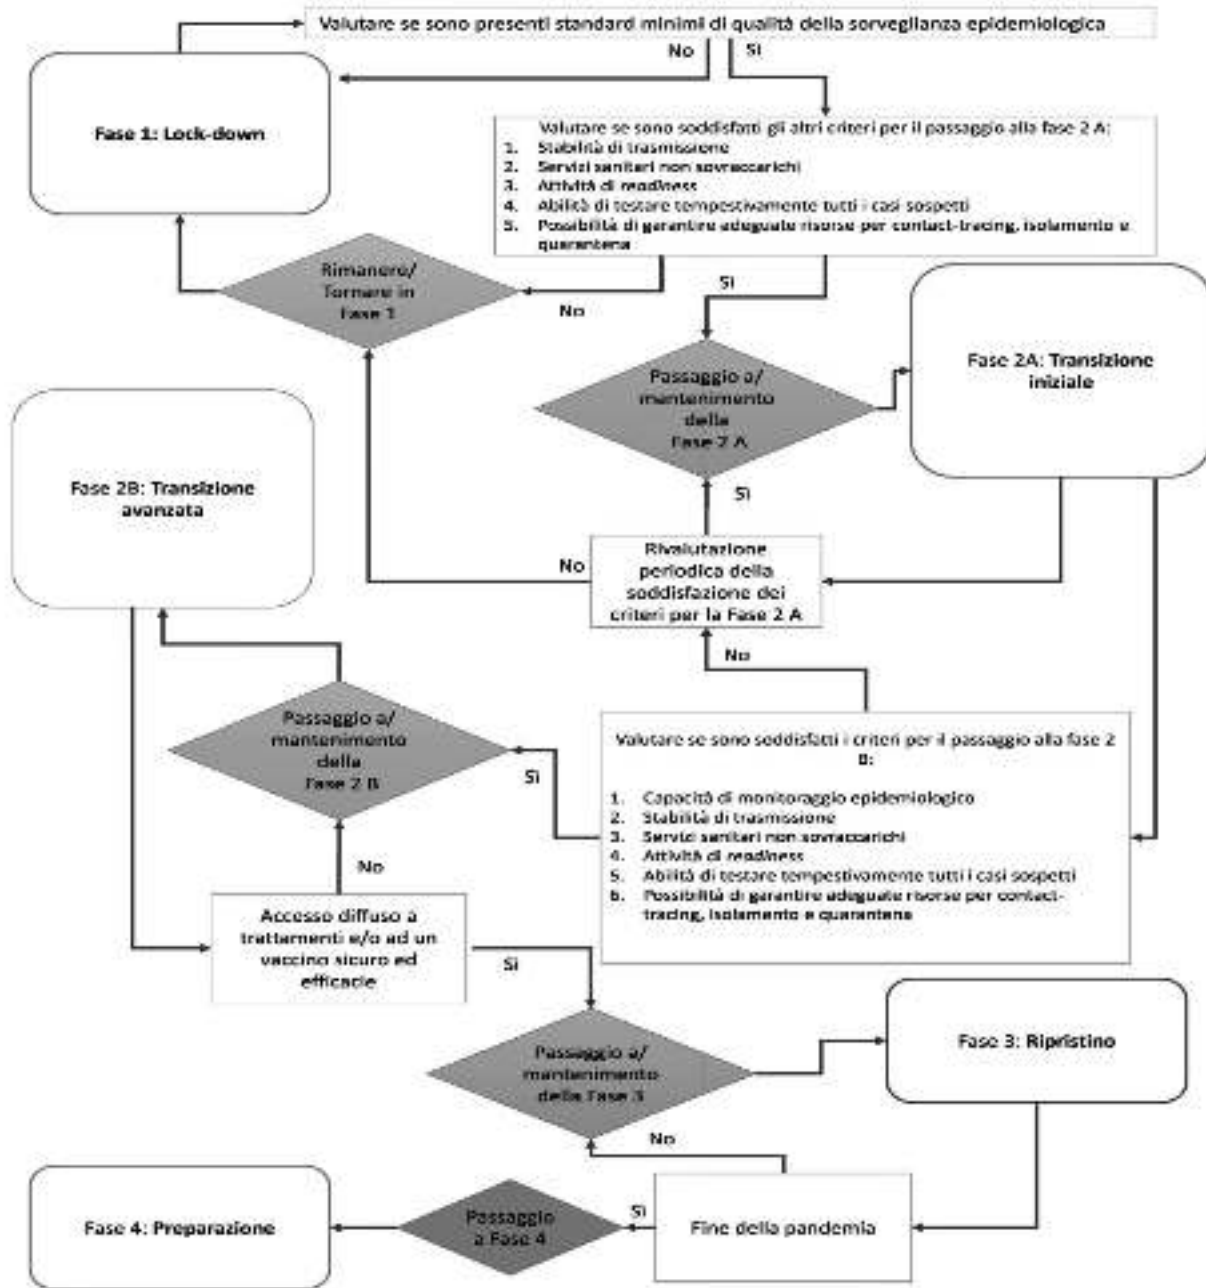 Valutare se sono presenti standard minimi di qualità della sorveglianza epidemiologica
No
Sì
Fase 1: Lock-down
Valutare se sono soddisfatti gli altri criteri per il passaggio alla fase 2 A:
1. Stabilità di trasmissione
2. Servizi sanitari non sovraccarichi
3. Attività di readiness
4. Abilità di testare tempestivamente tutti i casi sospetti
5. Possibilità di garantire adeguate risorse per contact-tracing, isolamento e
quarantena
Rimanere/
Tornare in
Fase 1
No
Sì
Passaggio a/
mantenimento
della
Fase 2 A
Fase 2A: Transizione
iniziale
Fase 2B: Transizione
avanzata
Sì
No
Rivalutazione
periodica della
soddisfazione dei
criteri per la Fase 2 A
No
Passaggio a/
mantenimento
della
Fase 2 B
Sì
Valutare se sono soddisfatti i criteri per il passaggio alla fase 2
B:
1. Capacità di monitoraggio epidemiologico
2. Stabilità di trasmissione
3. Servizi sanitari non sovraccarichi
4. Attività di readiness
5. Abilità di testare tempestivamente tutti i casi sospetti
6. Possibilità di garantire adeguate risorse per contact-
tracing, isolamento e quarantena
No
Accesso diffuso a
trattamenti e/o ad un
vaccino sicuro ed
efficacie
Sì
Passaggio a/
mantenimento
della Fase 3
Fase 3: Ripristino
No
Fine della pandemia
Sì
Passaggio
a Fase 4
Fase 4: Preparazione